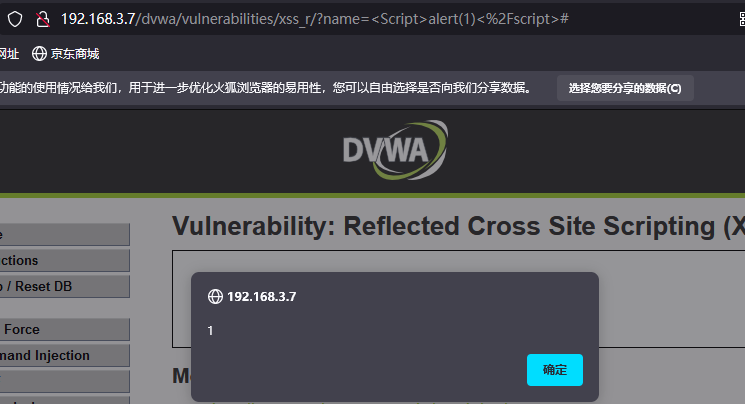 192.168.3.7/dvwa/vulnerabilities/xss_r/?name=<Script>alert(1)<%2Fscript>#
网址 京东商城
功能的使用情况给我们，用于进一步优化火狐浏览器的易用性，您可以自由选择是否向我们分享数据。 选择您要分享的数据(C)
DVWA
Vulnerability: Reflected Cross Site Scripting (X
ctions
/ Reset DB
Force
mand Injection
192.168.3.7
1
确定